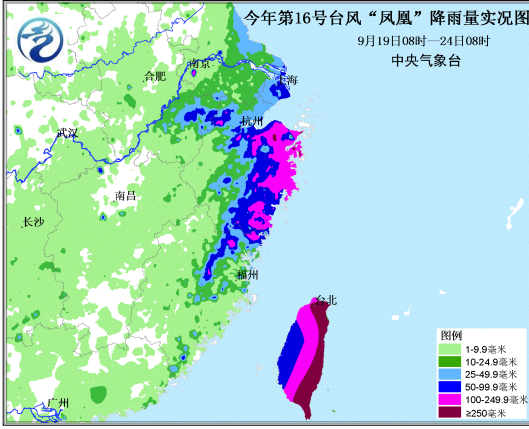 今年第16号台风“凤凰”降雨量实况图
9月19日08时—24日08时
中央气象台
南京
合肥
上海
武汉
杭州
南昌
长沙
福州
台北
广州
图例
1-9.9毫米
10-24.9毫米
25-49.9毫米
50-99.9毫米
100-249.9毫米
≥250毫米